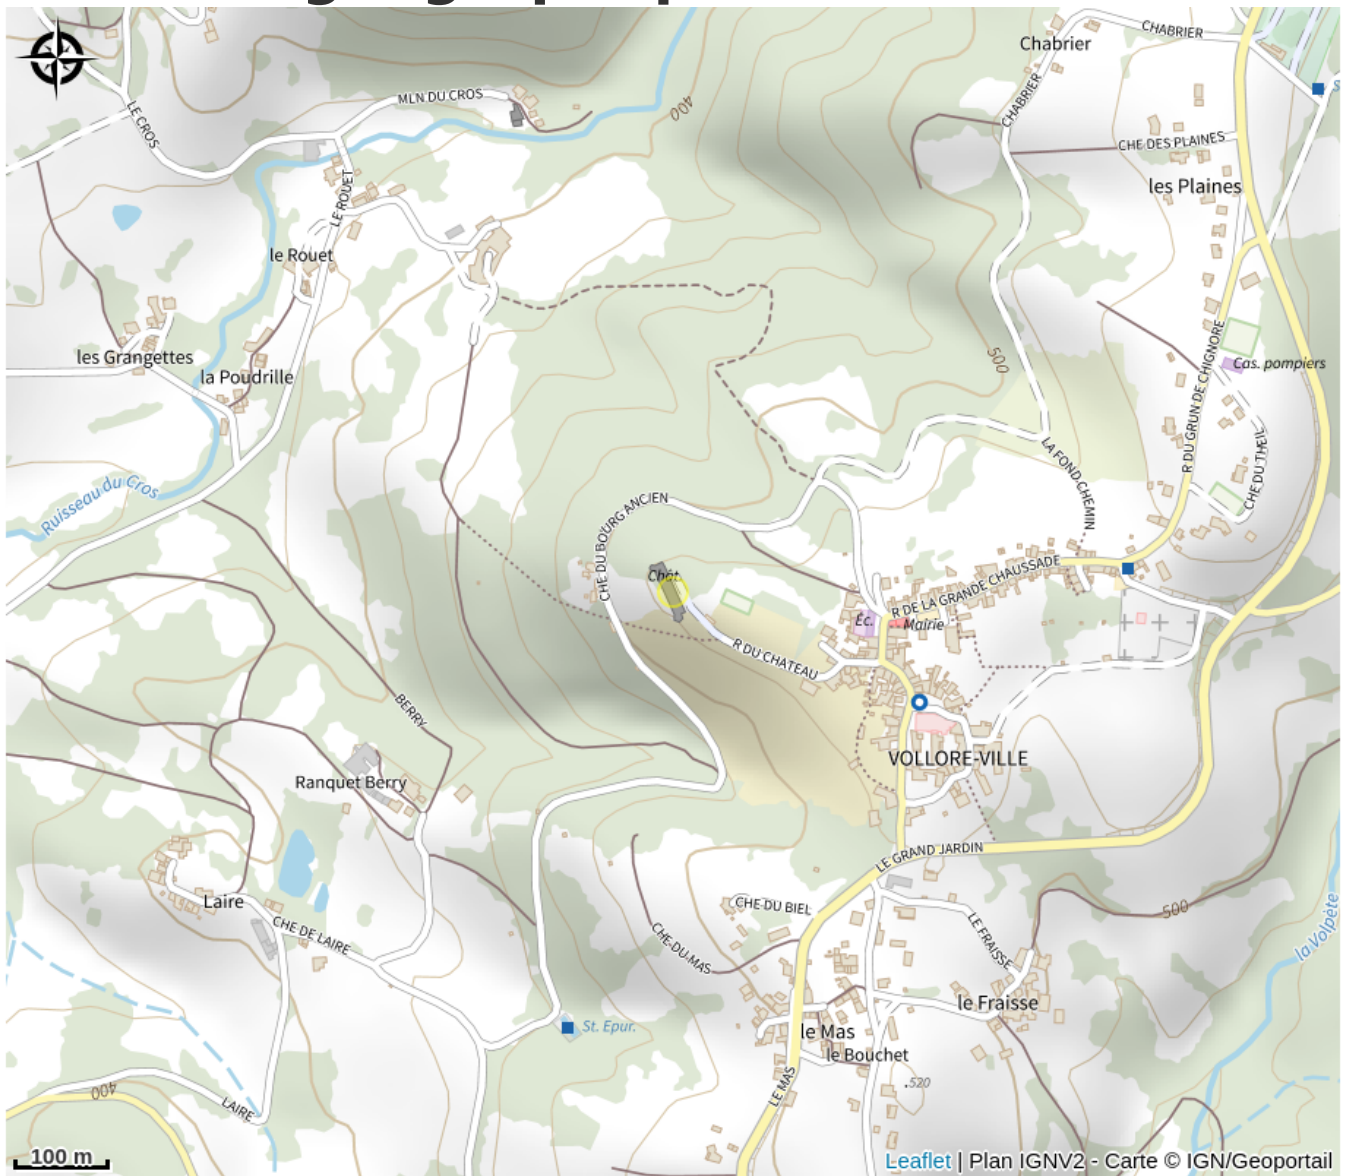 CHABRIER
Chabrier
MLN DU CROS
400
CHABRIER
LE CROS
CHE DES PLAINES
les Plaines
LE ROUET
le Rouet
R DU GRUN DE CHIGNORE
500
les Grangettes
Cas. pompiers
la Poudrille
CHE DU THEIL
LA FOND CHEMIN
Ruisseau du Cros
CHE DU BOURG ANCIEN
Chât.
R DE LA GRANDE CHAUSSADE
Éc.
Mairie
R DU CHATEAU
BERRY
VOLLORE-VILLE
Ranquet Berry
LE GRAND JARDIN
Laire
CHE DU BIEL
500
CHE DE LAIRE
CHE DU MAS
LE FRAISSE
la Volpète
le Fraisse
St. Epur.
le Mas
le Bouchet
.520
LE MAS
400
LAIRE
100 m
Leaflet | Plan IGNV2 - Carte © IGN/Geoportail